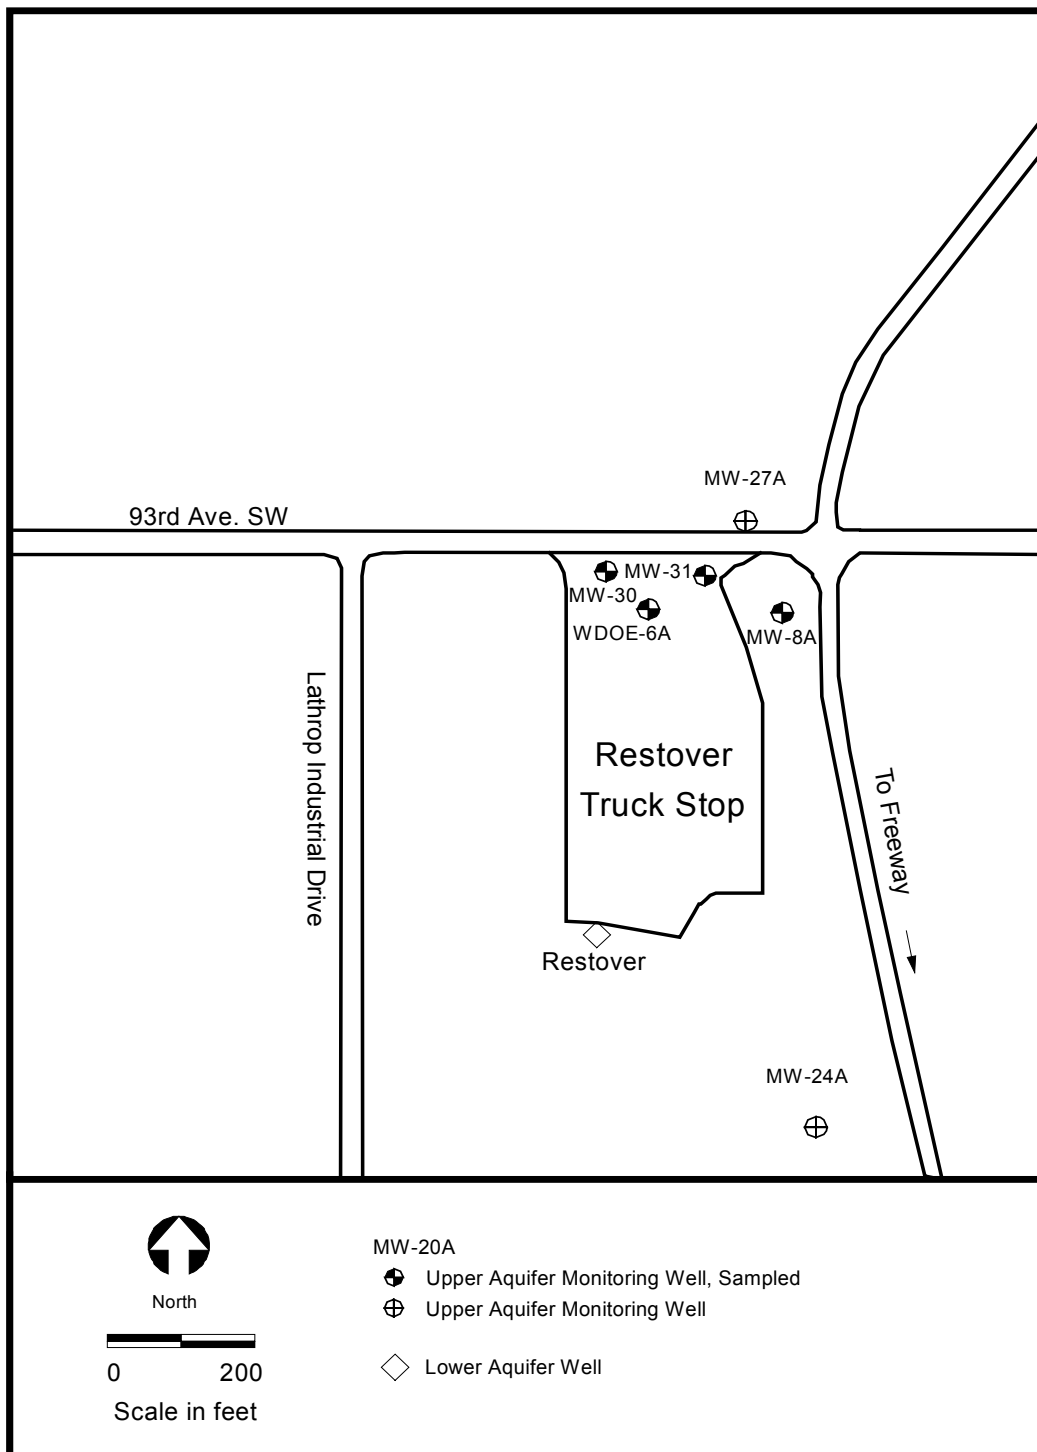 MW-27A
93rd Ave. SW
MW-31
MW-30
WDOE-6A
MW-8A
Lathrop Industrial Drive
Restover
Truck Stop
To Freeway
Restover
MW-24A
North
0 200
Scale in feet
MW-20A
Upper Aquifer Monitoring Well, Sampled
Upper Aquifer Monitoring Well
Lower Aquifer Well